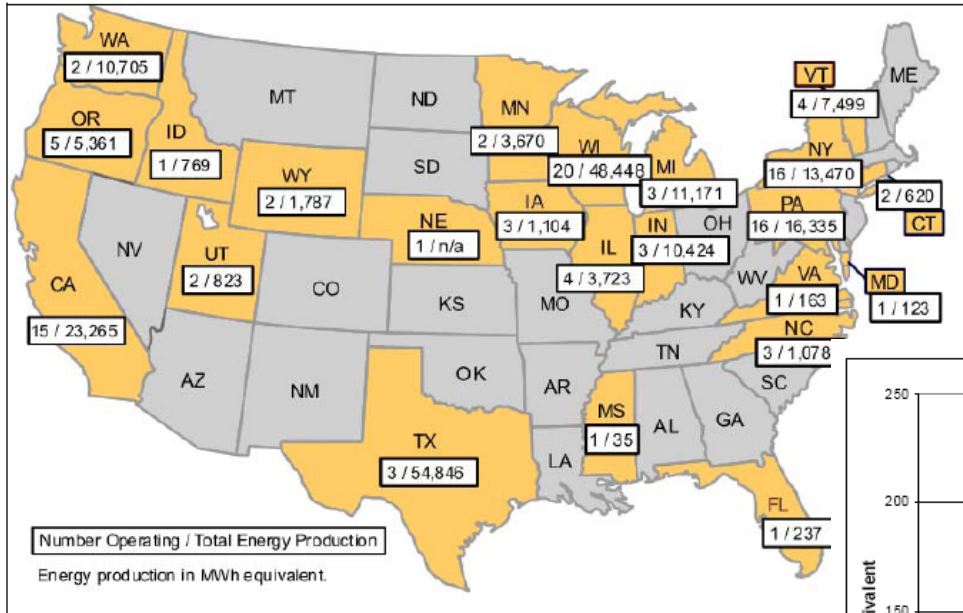 WA
2 / 10,705
MT
ND
MN
2 / 3,670
VT
4 / 7,499
ME
OR
5 / 5,361
ID
1 / 769
SD
WI
20 / 48,448
MI
3 / 11,171
NY
16 / 13,470
2 / 620
CT
WY
2 / 1,787
IA
3 / 1,104
NE
1 / n/a
PA
16 / 16,335
OH
IN
3 / 10,424
IL
4 / 3,723
NV
UT
2 / 823
CO
KS
MO
WV
VA
1 / 163
MD
1 / 123
CA
15 / 23,265
KY
NC
3 / 1,078
TN
AZ
NM
OK
AR
SC
MS
1 / 35
AL
GA
TX
3 / 54,846
LA
FL
1 / 237
Number Operating / Total Energy Production
Energy production in MWh equivalent.
250
200
150
ivalent